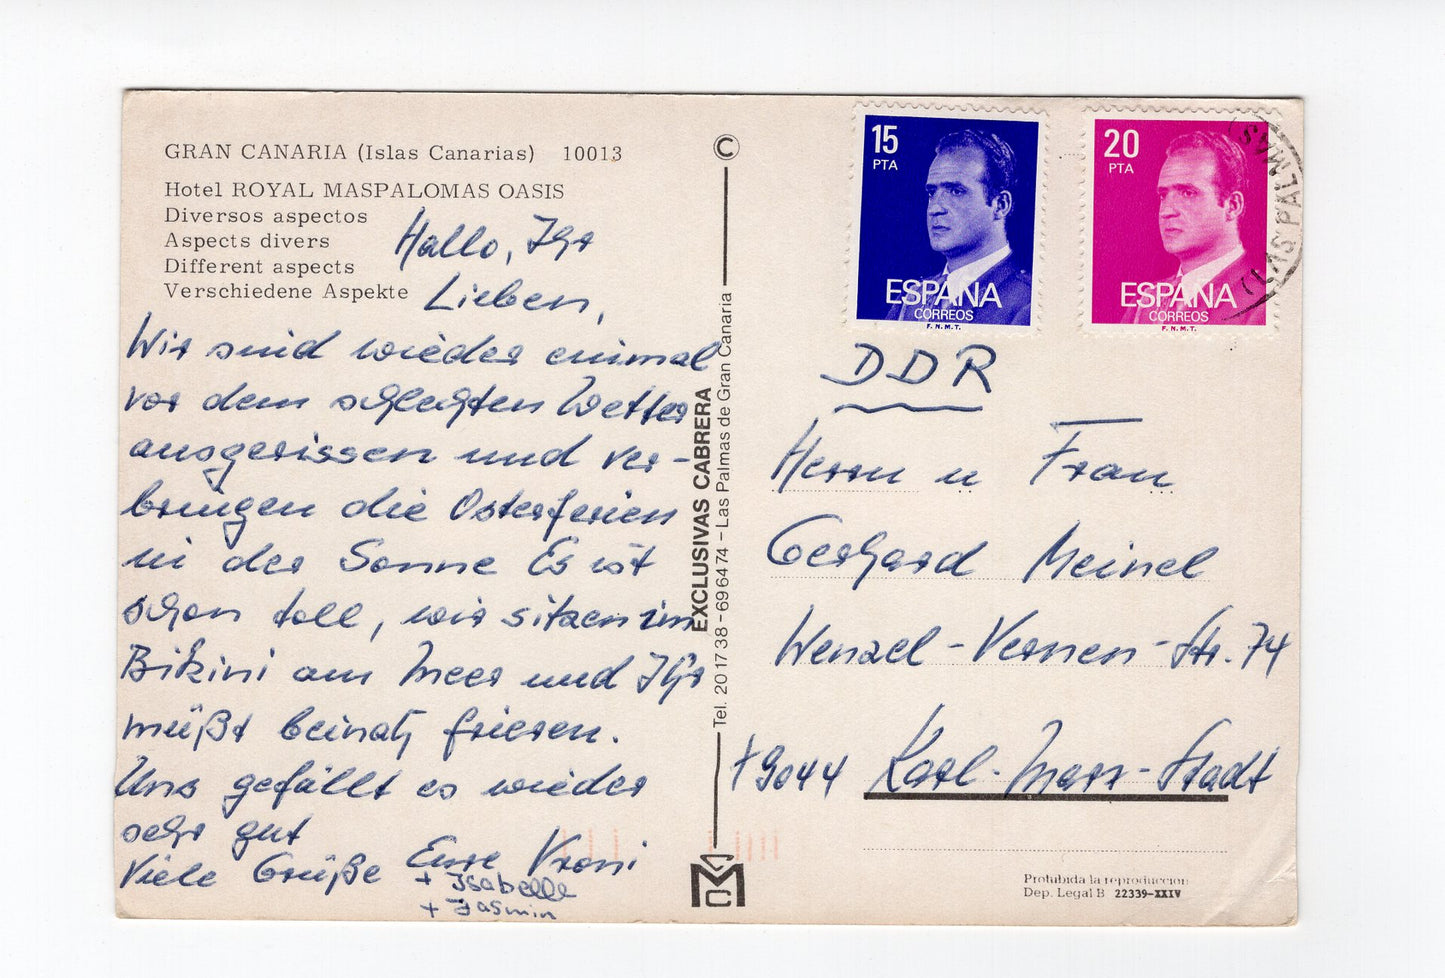 GRAN CANARIA (Islas Canarias) 10013
Hotel ROYAL MASPALOMAS OASIS
Diversos aspectos
Aspects divers
Different aspects
Verschiedene Aspekte
Hallo, Ihr
Lieben,
Wir sind wieder einmal
vor dem schlechten Wetter
ausgerissen und ver-
bringen die Osterferien
in der Sonne Es ist
schon toll, wir sitzen im
Bikini am Meer und Ihr
müßt beinah frieren.
Uns gefällt es wieder
sehr gut
Viele Grüße Eure Vroni
+ Isabelle
+ Jasmin
C
EXCLUSIVAS CABRERA
Tel. 20 17 38 - 69 64 74 - Las Palmas de Gran Canaria
MCC
15
PTA
ESPAÑA
CORREOS
F.N.M.T.
20
PTA
ESPAÑA
CORREOS
F.N.M.T.
(LAS PALMAS)
DDR
Herrn u Frau
Gerhard Meinel
Wenzel-Verner-Str. 74
+9044 Karl-Marx-Stadt
Prohibida la reproducción
Dep. Legal B 22339-XXIV